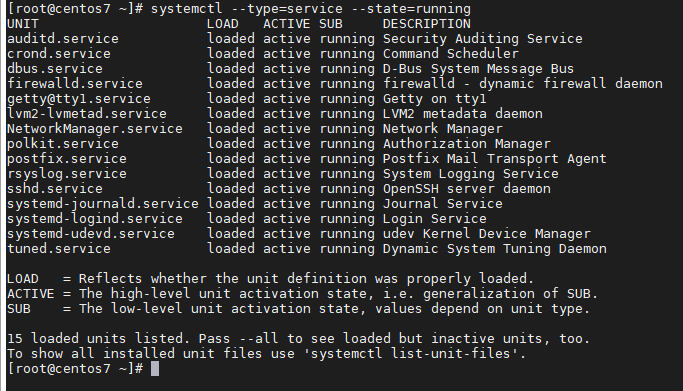 [root@centos7 ~]# systemctl --type=service --state=running
UNIT                     LOAD   ACTIVE SUB     DESCRIPTION
auditd.service           loaded active running Security Auditing Service
crond.service            loaded active running Command Scheduler
dbus.service             loaded active running D-Bus System Message Bus
firewalld.service        loaded active running firewalld - dynamic firewall daemon
getty@tty1.service       loaded active running Getty on tty1
lvm2-lvmetad.service     loaded active running LVM2 metadata daemon
NetworkManager.service   loaded active running Network Manager
polkit.service           loaded active running Authorization Manager
postfix.service          loaded active running Postfix Mail Transport Agent
rsyslog.service          loaded active running System Logging Service
sshd.service             loaded active running OpenSSH server daemon
systemd-journald.service loaded active running Journal Service
systemd-logind.service   loaded active running Login Service
systemd-udevd.service    loaded active running udev Kernel Device Manager
tuned.service            loaded active running Dynamic System Tuning Daemon

LOAD   = Reflects whether the unit definition was properly loaded.
ACTIVE = The high-level unit activation state, i.e. generalization of SUB.
SUB    = The low-level unit activation state, values depend on unit type.

15 loaded units listed. Pass --all to see loaded but inactive units, too.
To show all installed unit files use 'systemctl list-unit-files'.
[root@centos7 ~]#